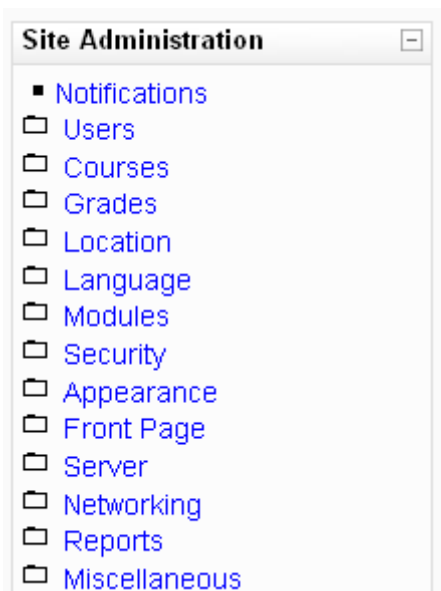 Site Administration
Notifications
Users
Courses
Grades
Location
Language
Modules
Security
Appearance
Front Page
Server
Networking
Reports
Miscellaneous